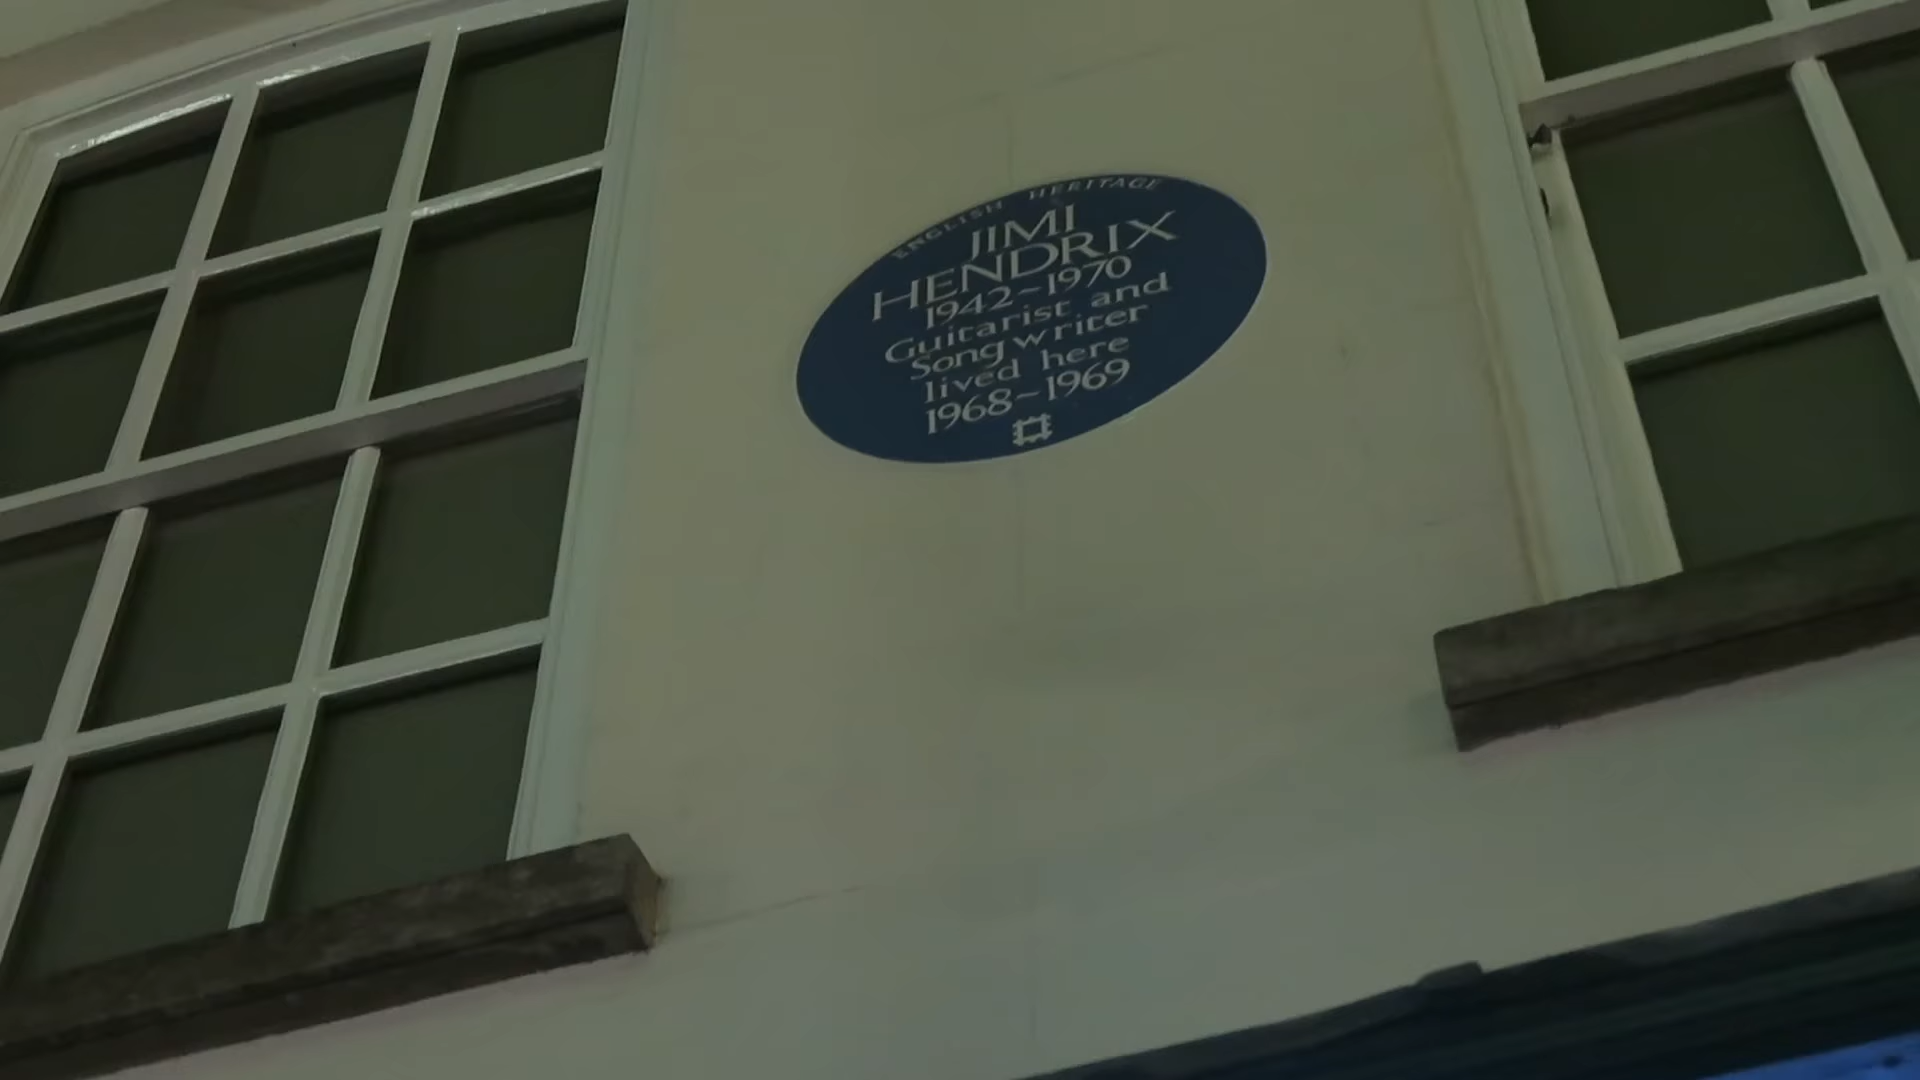 ENGLISH HERITAGE
JIMI
HENDRIX
1942~1970
Guitarist and
Songwriter
lived here
1968~1969